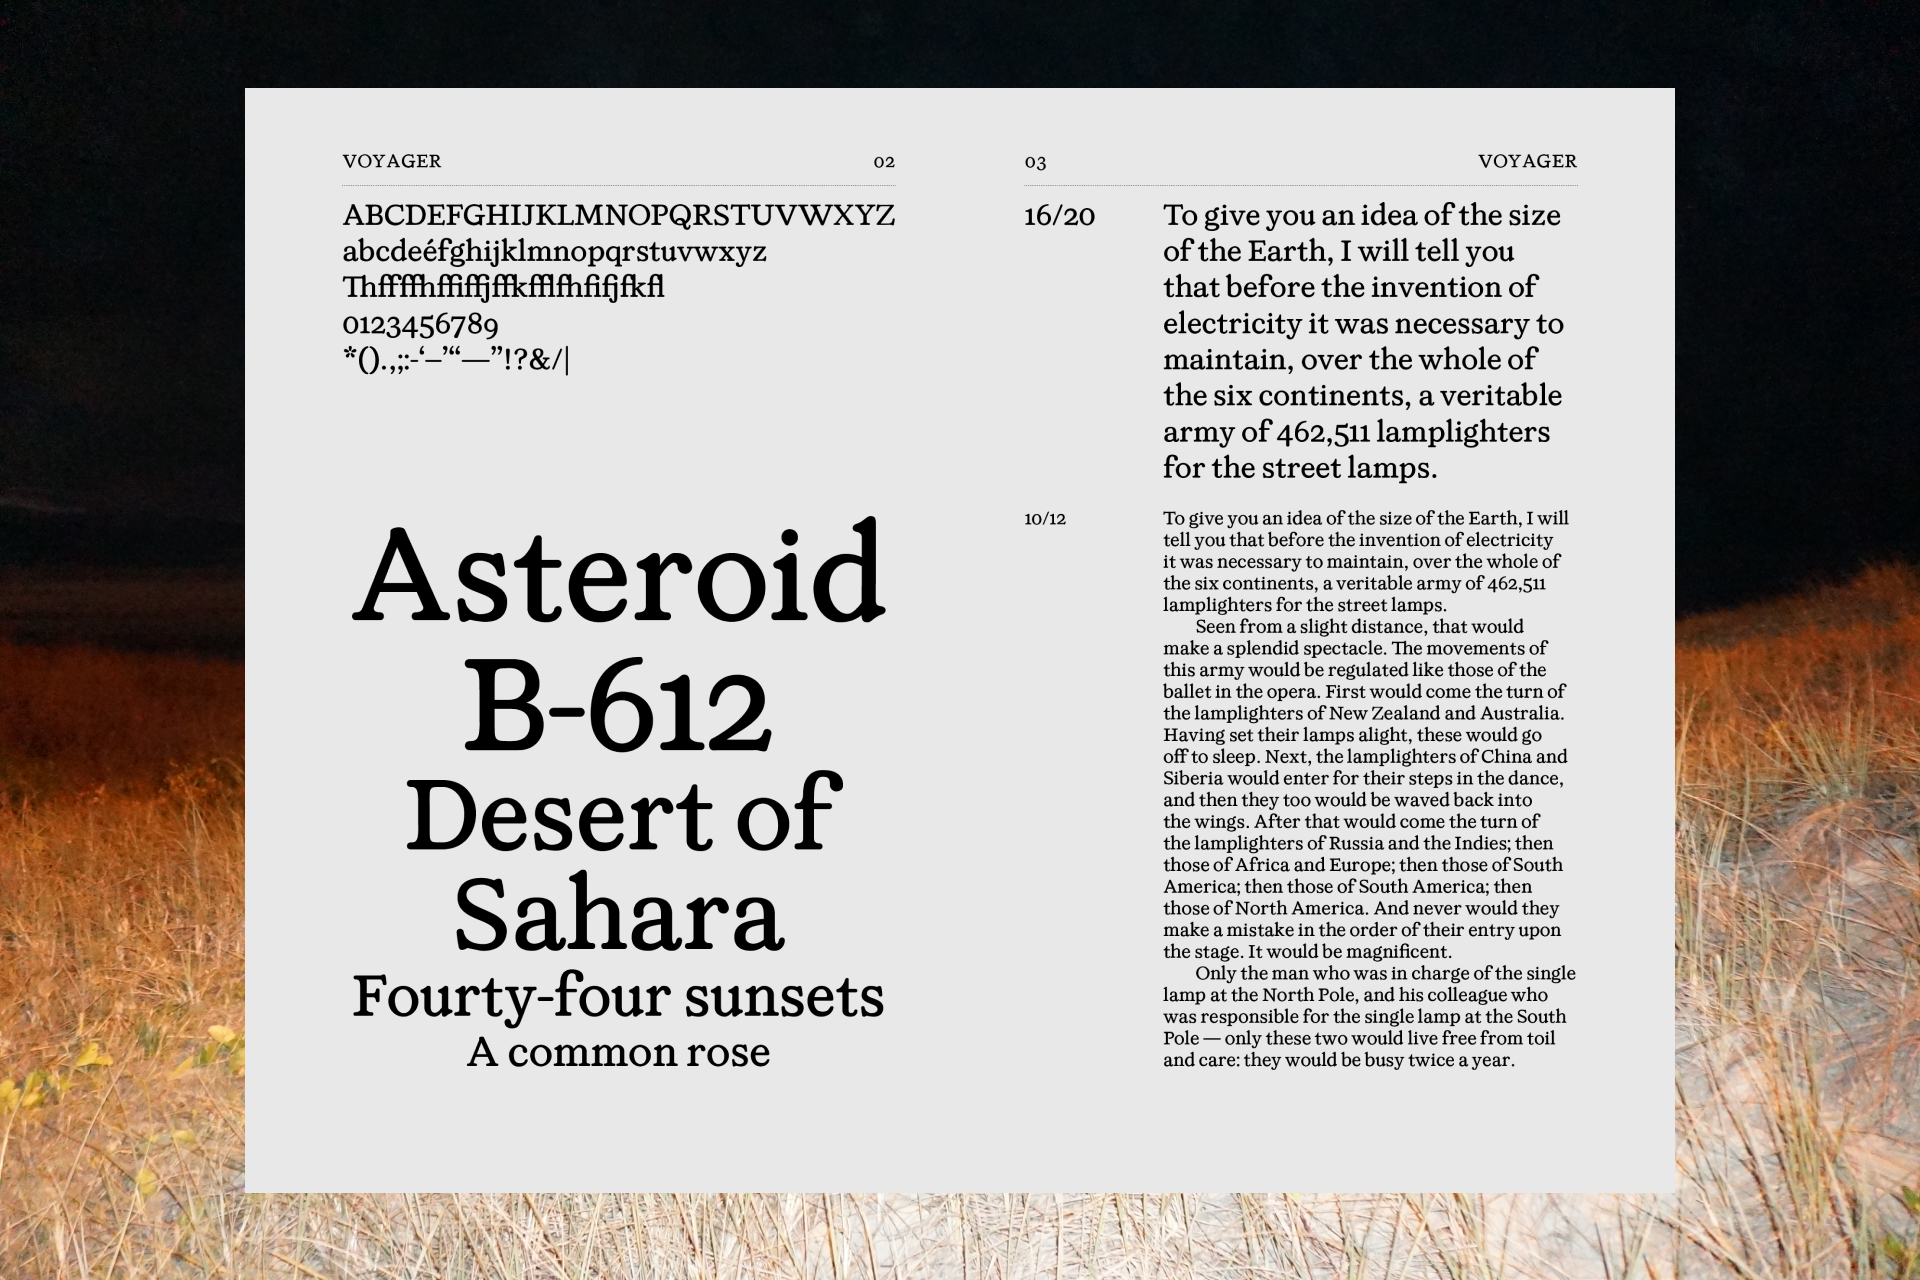 VOYAGER 02
ABCDEFGHIJKLMNOPQRSTUVWXYZ
abcdeéfghijklmnopqrstuvwxyz
Thffffhffiffjffkfflfhfifjfkfl
0123456789
*().,;:-‘–’“—”!?&/|
Asteroid
B-612
Desert of
Sahara
Fourty-four sunsets
A common rose
03 VOYAGER
16/20
To give you an idea of the size
of the Earth, I will tell you
that before the invention of
electricity it was necessary to
maintain, over the whole of
the six continents, a veritable
army of 462,511 lamplighters
for the street lamps.
10/12
To give you an idea of the size of the Earth, I will
tell you that before the invention of electricity
it was necessary to maintain, over the whole of
the six continents, a veritable army of 462,511
lamplighters for the street lamps.
Seen from a slight distance, that would
make a splendid spectacle. The movements of
this army would be regulated like those of the
ballet in the opera. First would come the turn of
the lamplighters of New Zealand and Australia.
Having set their lamps alight, these would go
off to sleep. Next, the lamplighters of China and
Siberia would enter for their steps in the dance,
and then they too would be waved back into
the wings. After that would come the turn of
the lamplighters of Russia and the Indies; then
those of Africa and Europe; then those of South
America; then those of South America; then
those of North America. And never would they
make a mistake in the order of their entry upon
the stage. It would be magnificent.
Only the man who was in charge of the single
lamp at the North Pole, and his colleague who
was responsible for the single lamp at the South
Pole — only these two would live free from toil
and care: they would be busy twice a year.